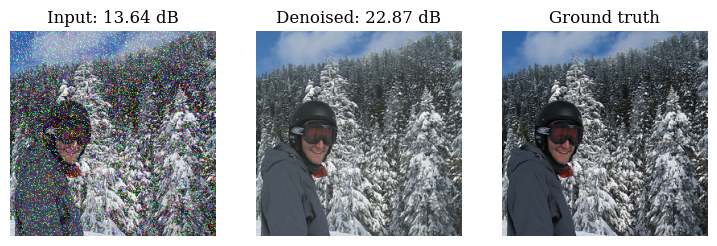 Input: 13.64 dB
Denoised: 22.87 dB
Ground truth